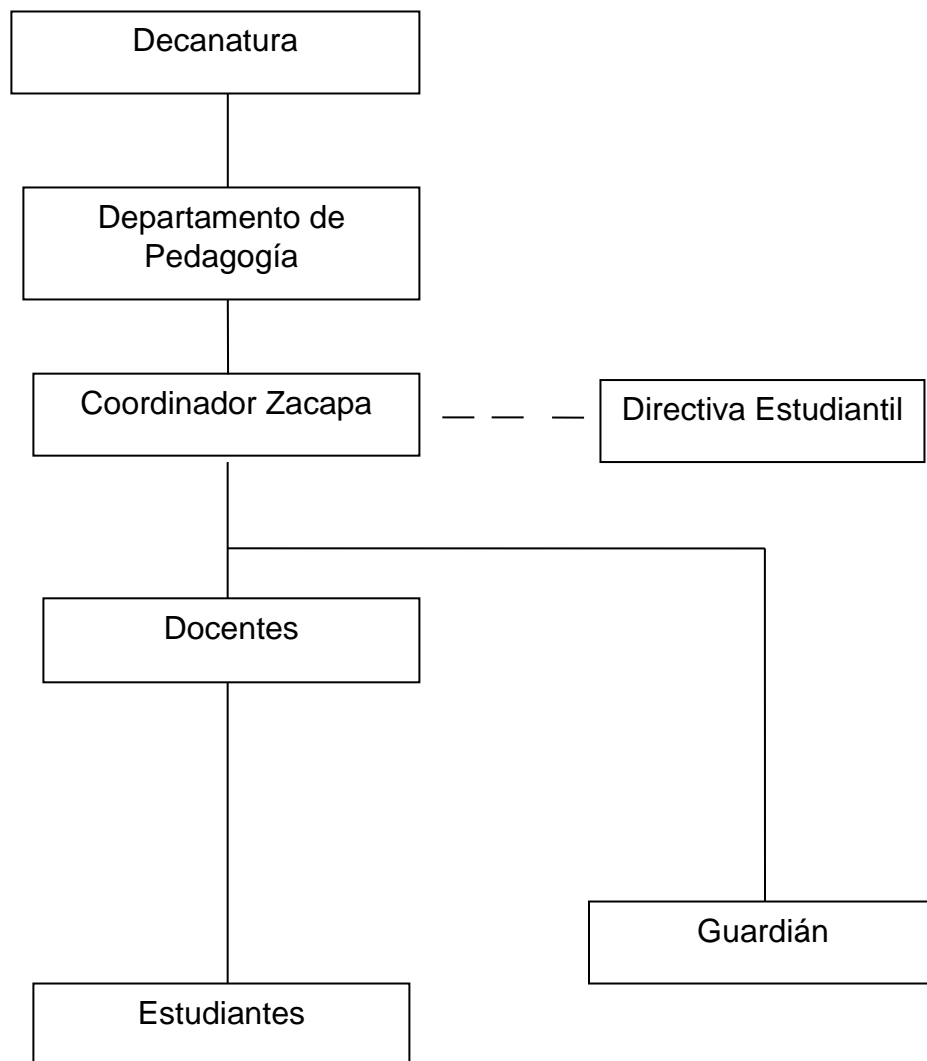 Decanatura
Departamento de
Pedagogía
Coordinador Zacapa
Directiva Estudiantil
Docentes
Guardián
Estudiantes